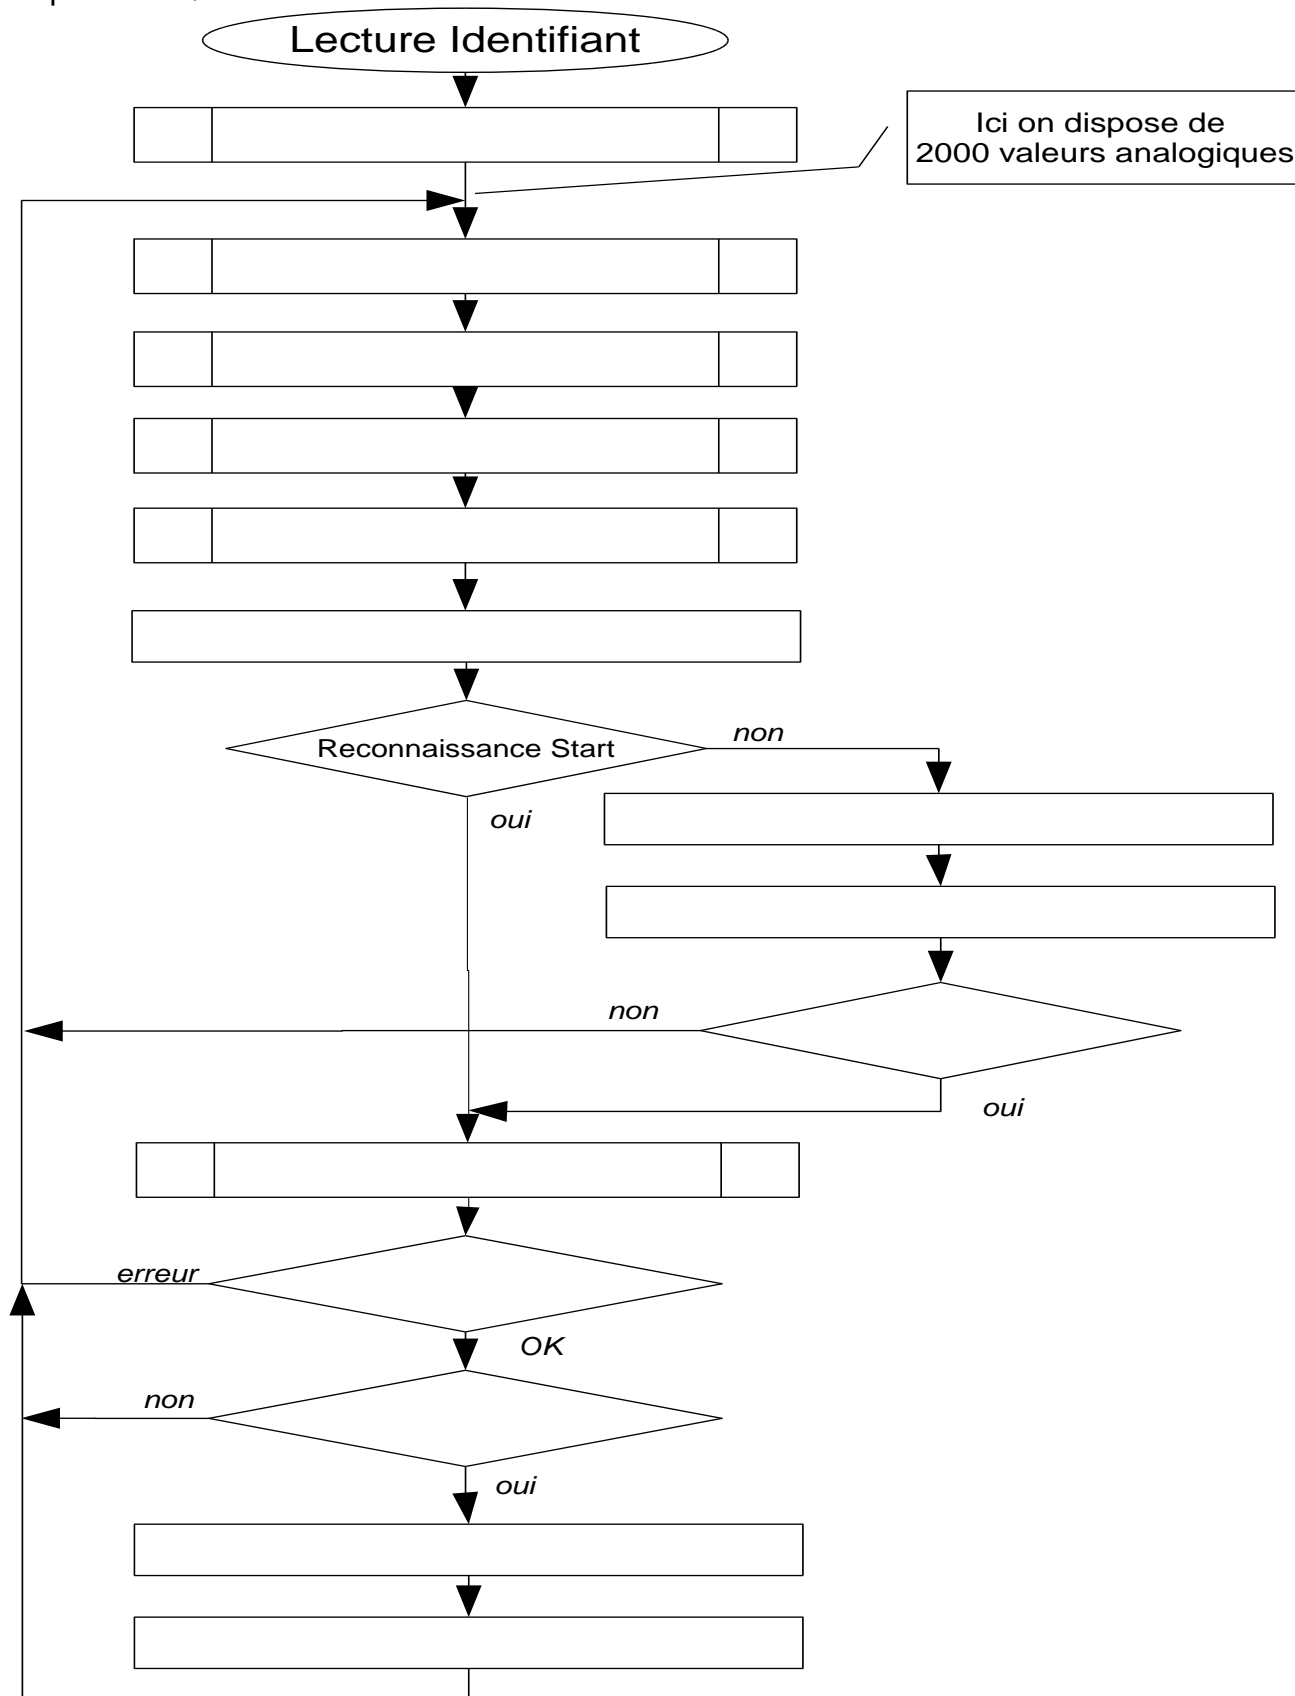 Lecture Identifiant
Ici on dispose de
2000 valeurs analogiques
Reconnaissance Start
non
oui
non
oui
erreur
OK
non
oui